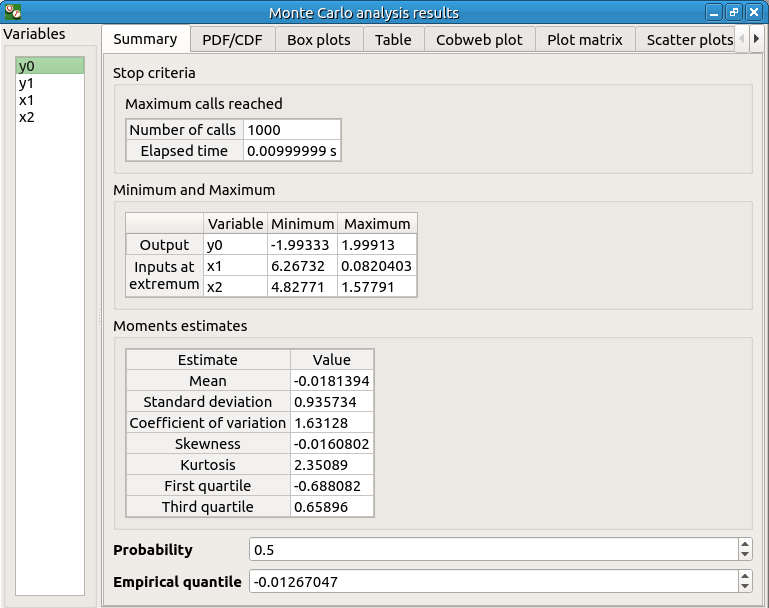 Monte Carlo analysis results
Variables
y0
y1
x1
x2
Summary PDF/CDF Box plots Table Cobweb plot Plot matrix Scatter plots
Stop criteria
Maximum calls reached
Number of calls 1000
Elapsed time 0.00999999 s
Minimum and Maximum
Variable Minimum Maximum
Output y0 -1.99333 1.99913
Inputs at extremum x1 6.26732 0.0820403
x2 4.82771 1.57791
Moments estimates
Estimate Value
Mean -0.0181394
Standard deviation 0.935734
Coefficient of variation 1.63128
Skewness -0.0160802
Kurtosis 2.35089
First quartile -0.688082
Third quartile 0.65896
Probability 0.5
Empirical quantile -0.01267047